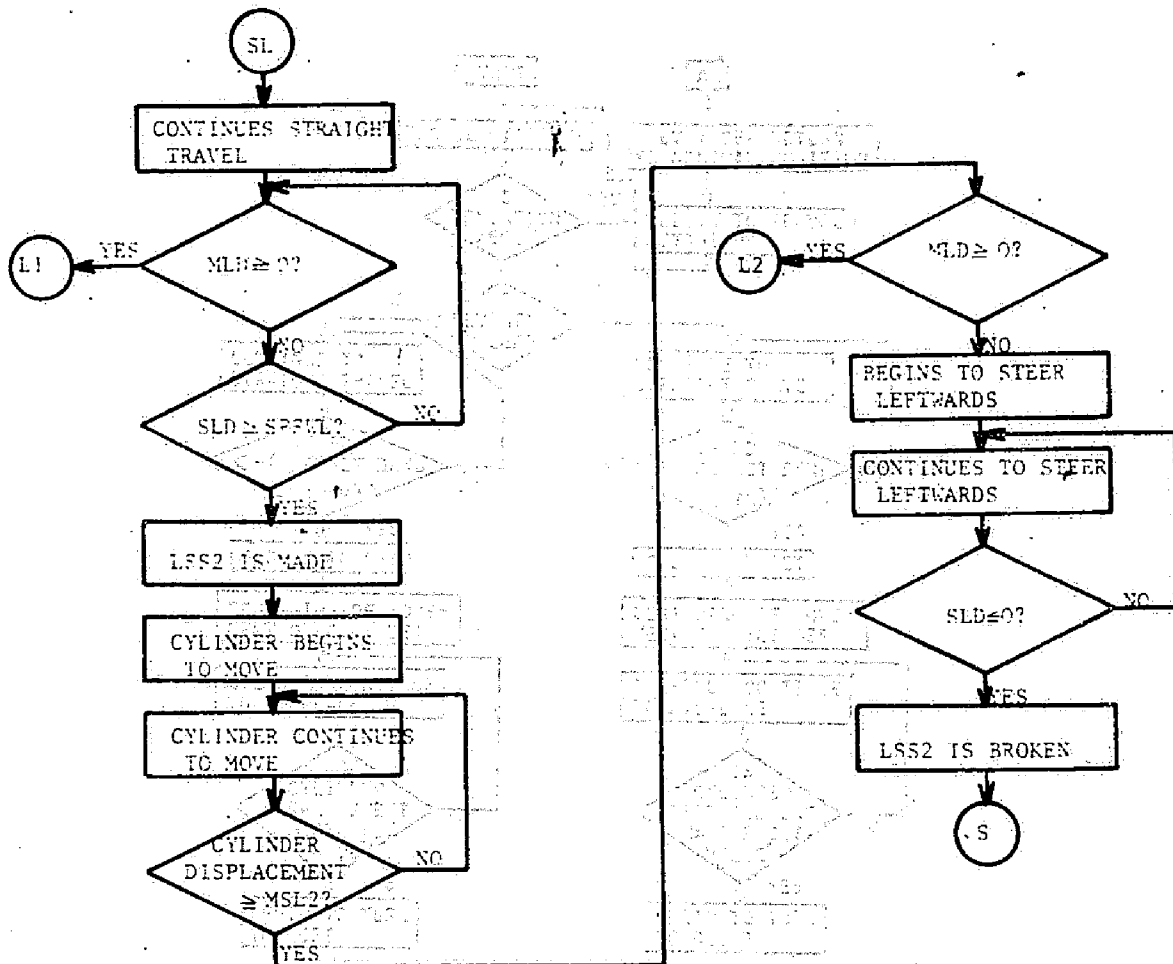 SL
CONTINUES STRAIGHT
TRAVEL
YES
L1
MLD ≧ 0?
NO
NO
YES
LSS2 IS MADE
CYLINDER BEGINS
TO MOVE
CYLINDER CONTINUES
TO MOVE
CYLINDER
DISPLACEMENT
≧ MSL2?
NO
YES
MLD ≧ 0?
YES
L2
NO
BEGINS TO STEER
LEFTWARDS
CONTINUES TO STEER
LEFTWARDS
SLD≦0?
NO
YES
LSS2 IS BROKEN
S